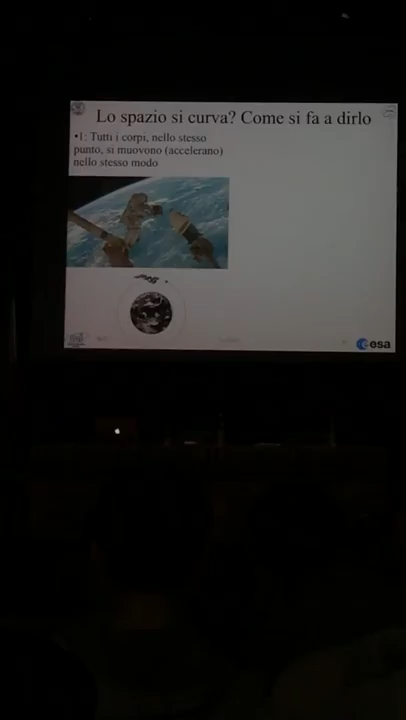 Lo spazio si curva? Come si fa a dirlo
•1: Tutti i corpi, nello stesso
punto, si muovono (accelerano)
nello stesso modo
esa